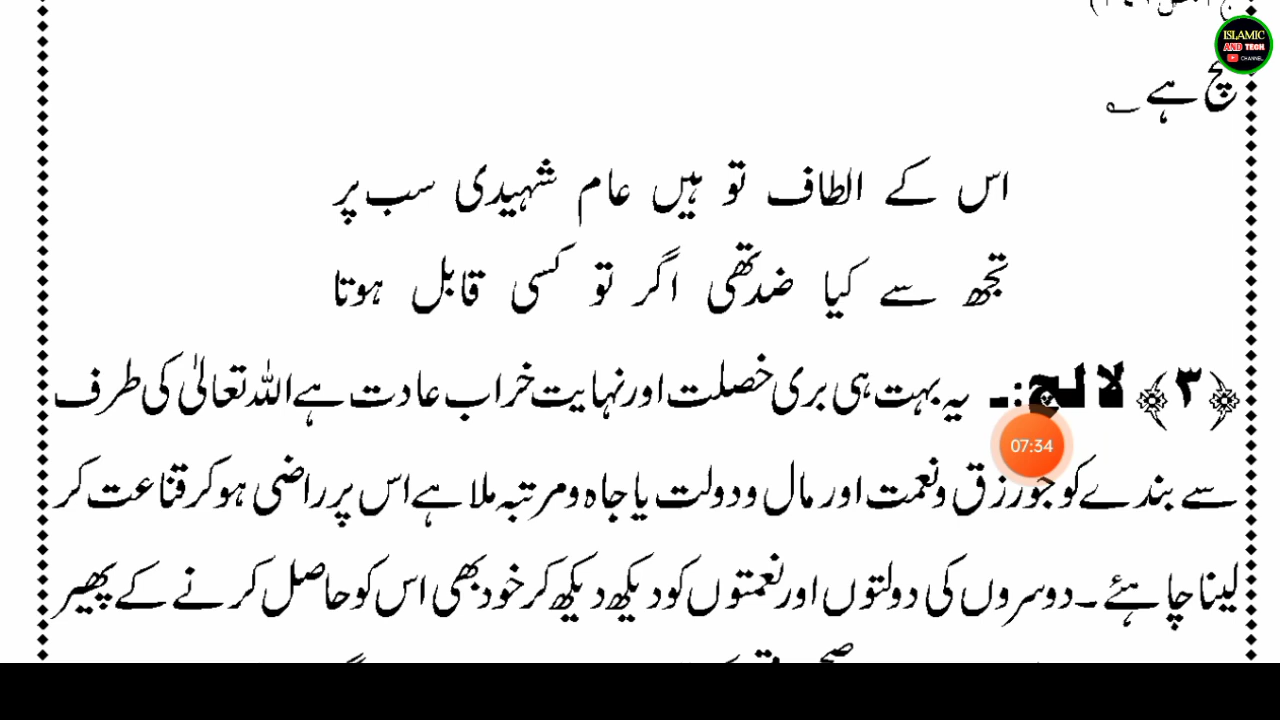 ISLAMIC
AND TECH
CHANNEL
سچ ہے ؎
اس کے الطاف تو ہیں عام شہیدی سب پر
تجھ سے کیا ضد تھی اگر تو کسی قابل ہوتا
﴿۳﴾ لالچ :۔ یہ بہت ہی بری خصلت اور نہایت خراب عادت ہے اللہ تعالیٰ کی طرف
07:34
سے بندے کو جو رزق و نعمت اور مال و دولت یا جاہ و مرتبہ ملا ہے اس پر راضی ہو کر قناعت کر
لینا چاہئے۔ دوسروں کی دولتوں اور نعمتوں کو دیکھ دیکھ کر خود بھی اس کو حاصل کرنے کے پھیر